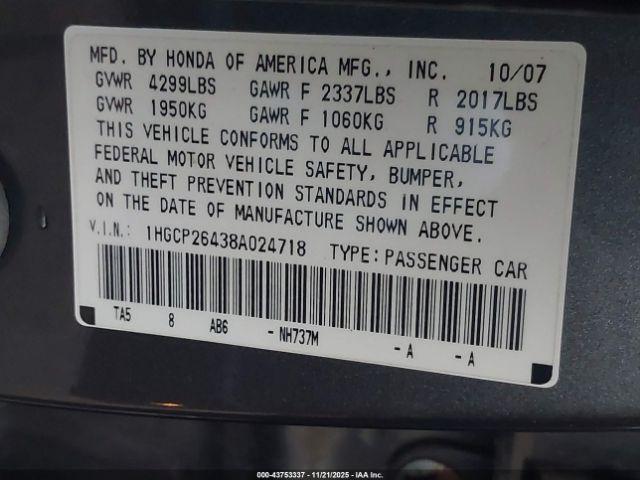 MFD. BY HONDA OF AMERICA MFG., INC. 10/07
GVWR 4299LBS GAWR F 2337LBS R 2017LBS
GVWR 1950KG GAWR F 1060KG R 915KG
THIS VEHICLE CONFORMS TO ALL APPLICABLE
FEDERAL MOTOR VEHICLE SAFETY, BUMPER,
AND THEFT PREVENTION STANDARDS IN EFFECT
ON THE DATE OF MANUFACTURE SHOWN ABOVE.
V.I.N.: 1HGCP26438A024718 TYPE: PASSENGER CAR
TA5 8 AB6 - NH737M - A - A
000-43753337 - 11/21/2025 - IAA Inc.